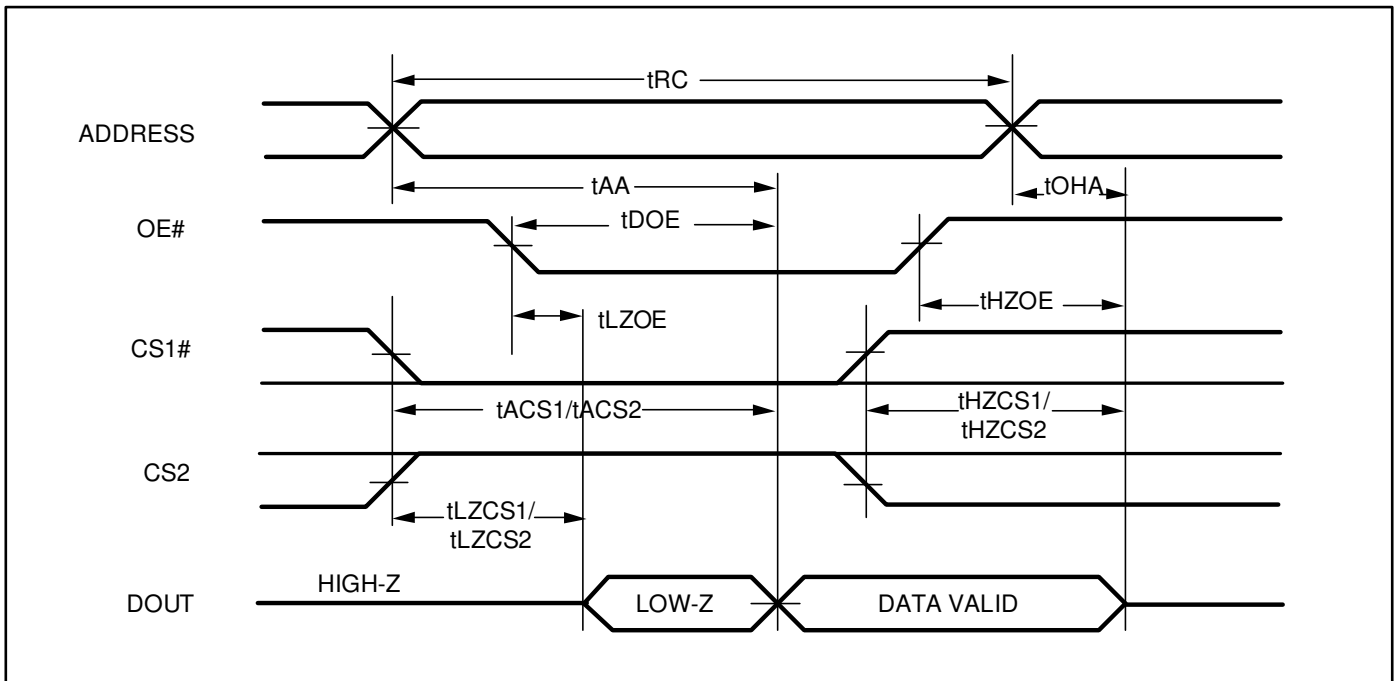 tRC
ADDRESS
tAA
tOHA
OE#
tDOE
tHZOE
tLZOE
CS1#
tACS1/tACS2
tHZCS1/
tHZCS2
CS2
tLZCS1/
tLZCS2
HIGH-Z
DOUT
LOW-Z
DATA VALID